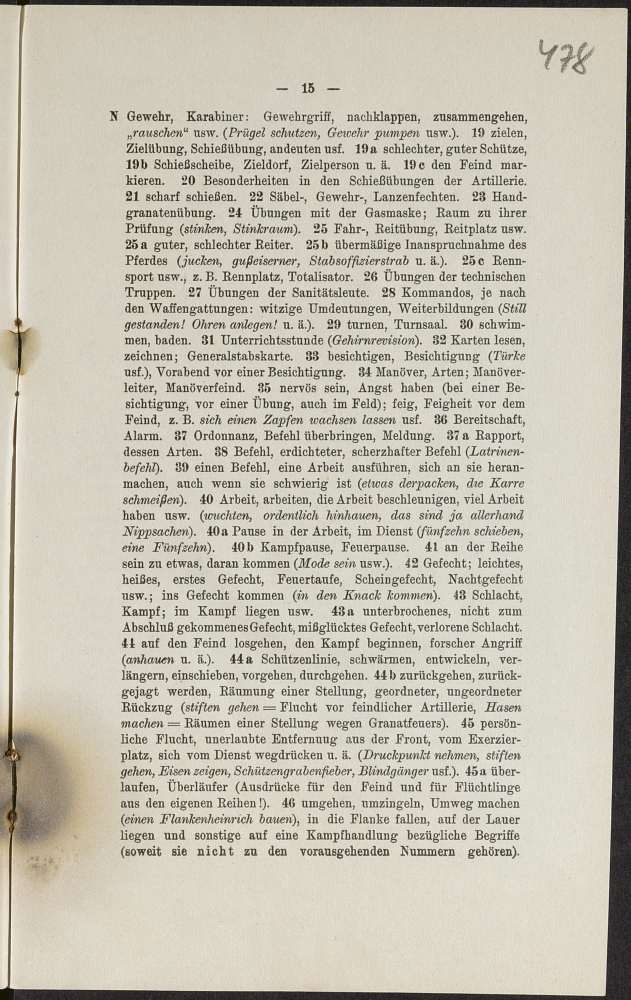 478
— 15 —
N Gewehr, Karabiner: Gewehrgriff, nachklappen, zusammengehen,
„rauschen“ usw. (Prügel schutzen, Gewehr pumpen usw.). 19 zielen,
Zielübung, Schießübung, andeuten usf. 19a schlechter, guter Schütze,
19b Schießscheibe, Zieldorf, Zielperson u. ä. 19c den Feind mar-
kieren. 20 Besonderheiten in den Schießübungen der Artillerie.
21 scharf schießen. 22 Säbel-, Gewehr-, Lanzenfechten. 23 Hand-
granatenübung. 24 Übungen mit der Gasmaske; Raum zu ihrer
Prüfung (stinken, Stinkraum). 25 Fahr-, Reitübung, Reitplatz usw.
25a guter, schlechter Reiter. 25b übermäßige Inanspruchnahme des
Pferdes (jucken, gußeiserner, Stabsoffizierstrab u. ä.). 25c Renn-
sport usw., z. B. Rennplatz, Totalisator. 26 Übungen der technischen
Truppen. 27 Übungen der Sanitätsleute. 28 Kommandos, je nach
den Waffengattungen: witzige Umdeutungen, Weiterbildungen (Still
gestanden! Ohren anlegen! u. ä.). 29 turnen, Turnsaal. 30 schwim-
men, baden. 31 Unterrichtsstunde (Gehirnrevision). 32 Karten lesen,
zeichnen; Generalstabskarte. 33 besichtigen, Besichtigung (Türke
usf.), Vorabend vor einer Besichtigung. 34 Manöver, Arten; Manöver-
leiter, Manöverfeind. 35 nervös sein, Angst haben (bei einer Be-
sichtigung, vor einer Übung, auch im Feld); feig, Feigheit vor dem
Feind, z. B. sich einen Zapfen wachsen lassen usf. 36 Bereitschaft,
Alarm. 37 Ordonnanz, Befehl überbringen, Meldung. 37a Rapport,
dessen Arten. 38 Befehl, erdichteter, scherzhafter Befehl (Latrinen-
befehl). 39 einen Befehl, eine Arbeit ausführen, sich an sie heran-
machen, auch wenn sie schwierig ist (etwas derpacken, die Karre
schmeißen). 40 Arbeit, arbeiten, die Arbeit beschleunigen, viel Arbeit
haben usw. (wuchten, ordentlich hinhauen, das sind ja allerhand
Nippsachen). 40a Pause in der Arbeit, im Dienst (fünfzehn schieben,
eine Fünfzehn). 40b Kampfpause, Feuerpause. 41 an der Reihe
sein zu etwas, daran kommen (Mode sein usw.). 42 Gefecht; leichtes,
heißes, erstes Gefecht, Feuertaufe, Scheingefecht, Nachtgefecht
usw.; ins Gefecht kommen (in den Knack kommen). 43 Schlacht,
Kampf; im Kampf liegen usw. 43a unterbrochenes, nicht zum
Abschluß gekommenes Gefecht, mißglücktes Gefecht, verlorene Schlacht.
44 auf den Feind losgehen, den Kampf beginnen, forscher Angriff
(anhauen u. ä.). 44a Schützenlinie, schwärmen, entwickeln, ver-
längern, einschieben, vorgehen, durchgehen. 44b zurückgehen, zurück-
gejagt werden, Räumung einer Stellung, geordneter, ungeordneter
Rückzug (stiften gehen = Flucht vor feindlicher Artillerie, Hasen
machen = Räumen einer Stellung wegen Granatfeuers). 45 persön-
liche Flucht, unerlaubte Entfernung aus der Front, vom Exerzier-
platz, sich vom Dienst wegdrücken u. ä. (Druckpunkt nehmen, stiften
gehen, Eisen zeigen, Schützengrabenfieber, Blindgänger usf.). 45a über-
laufen, Überläufer (Ausdrücke für den Feind und für Flüchtlinge
aus den eigenen Reihen!). 46 umgehen, umzingeln, Umweg machen
(einen Flankenheinrich bauen), in die Flanke fallen, auf der Lauer
liegen und sonstige auf eine Kampfhandlung bezügliche Begriffe
(soweit sie nicht zu den vorausgehenden Nummern gehören).